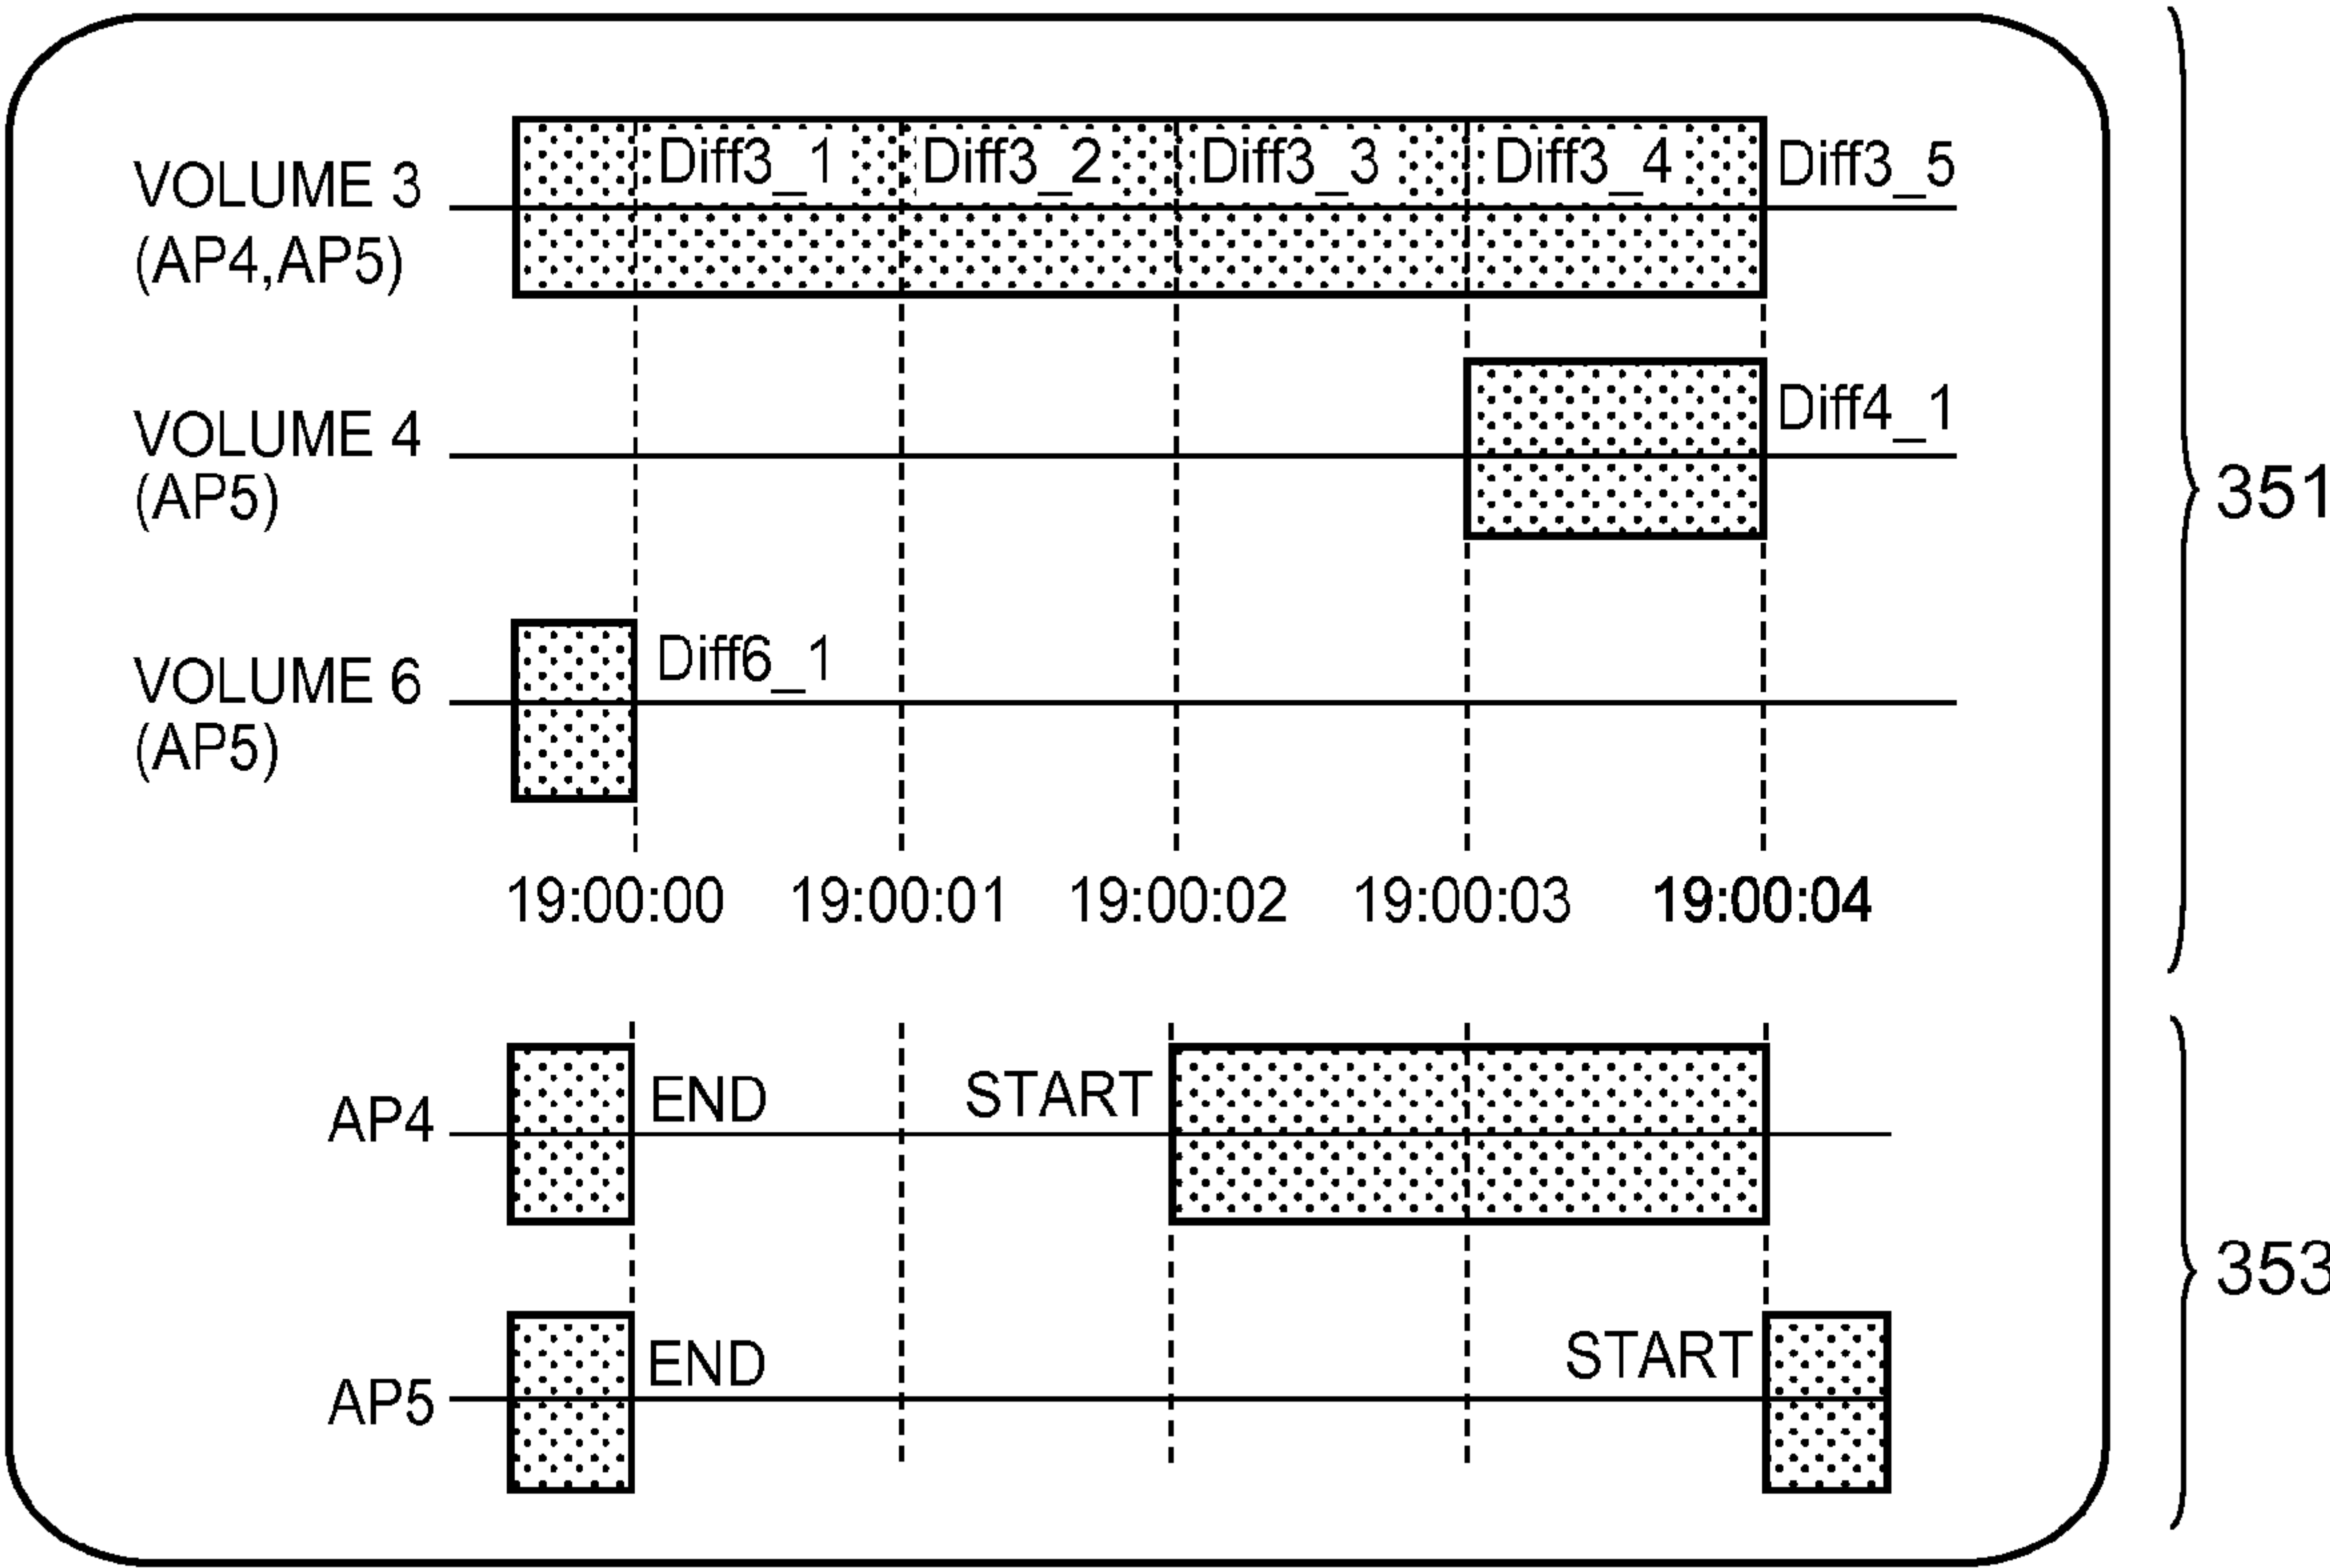 VOLUME 3
(AP4,AP5)
Diff3_1 Diff3_2 Diff3_3 Diff3_4 Diff3_5
VOLUME 4
(AP5)
Diff4_1
351
VOLUME 6
(AP5)
Diff6_1
19:00:00 19:00:01 19:00:02 19:00:03 19:00:04
AP4 END START
353
AP5 END START